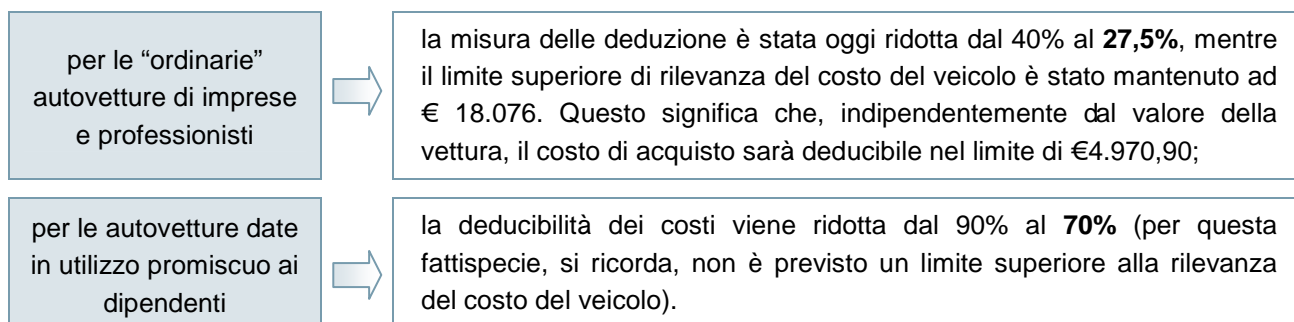 per le “ordinarie”
autovetture di imprese
e professionisti
la misura delle deduzione è stata oggi ridotta dal 40% al 27,5%, mentre
il limite superiore di rilevanza del costo del veicolo è stato mantenuto ad
€ 18.076. Questo significa che, indipendentemente dal valore della
vettura, il costo di acquisto sarà deducibile nel limite di €4.970,90;
per le autovetture date
in utilizzo promiscuo ai
dipendenti
la deducibilità dei costi viene ridotta dal 90% al 70% (per questa
fattispecie, si ricorda, non è previsto un limite superiore alla rilevanza
del costo del veicolo).